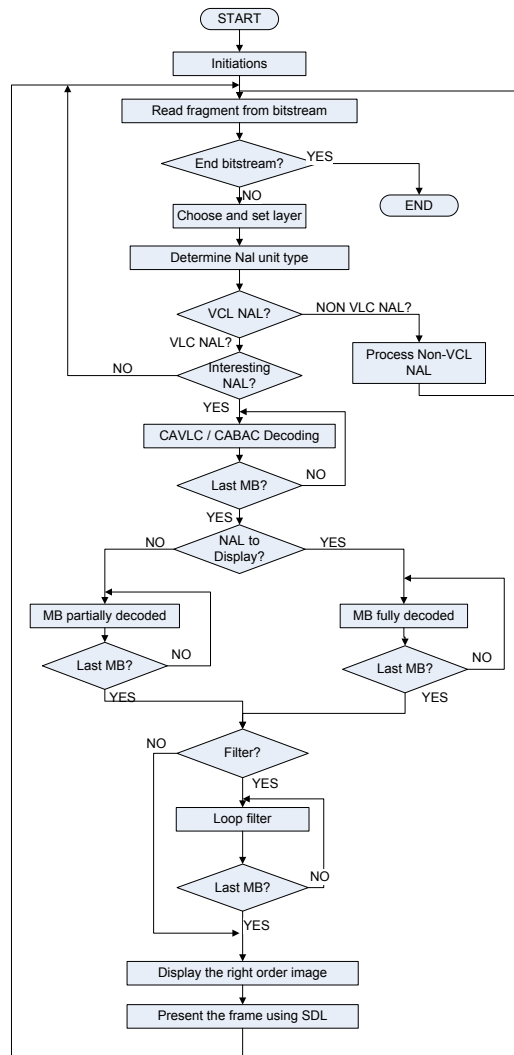 START
Initiations
Read fragment from bitstream
End bitstream?
YES
NO
END
Choose and set layer
Determine Nal unit type
VCL NAL?
NON VLC NAL?
VLC NAL?
Process Non-VCL
NAL
NO
Interesting
NAL?
YES
CAVLC / CABAC Decoding
NO
Last MB?
YES
NO
NAL to
Display?
YES
MB partially decoded
MB fully decoded
Last MB?
NO
Last MB?
NO
YES
YES
NO
Filter?
YES
Loop filter
NO
Last MB?
YES
Display the right order image
Present the frame using SDL